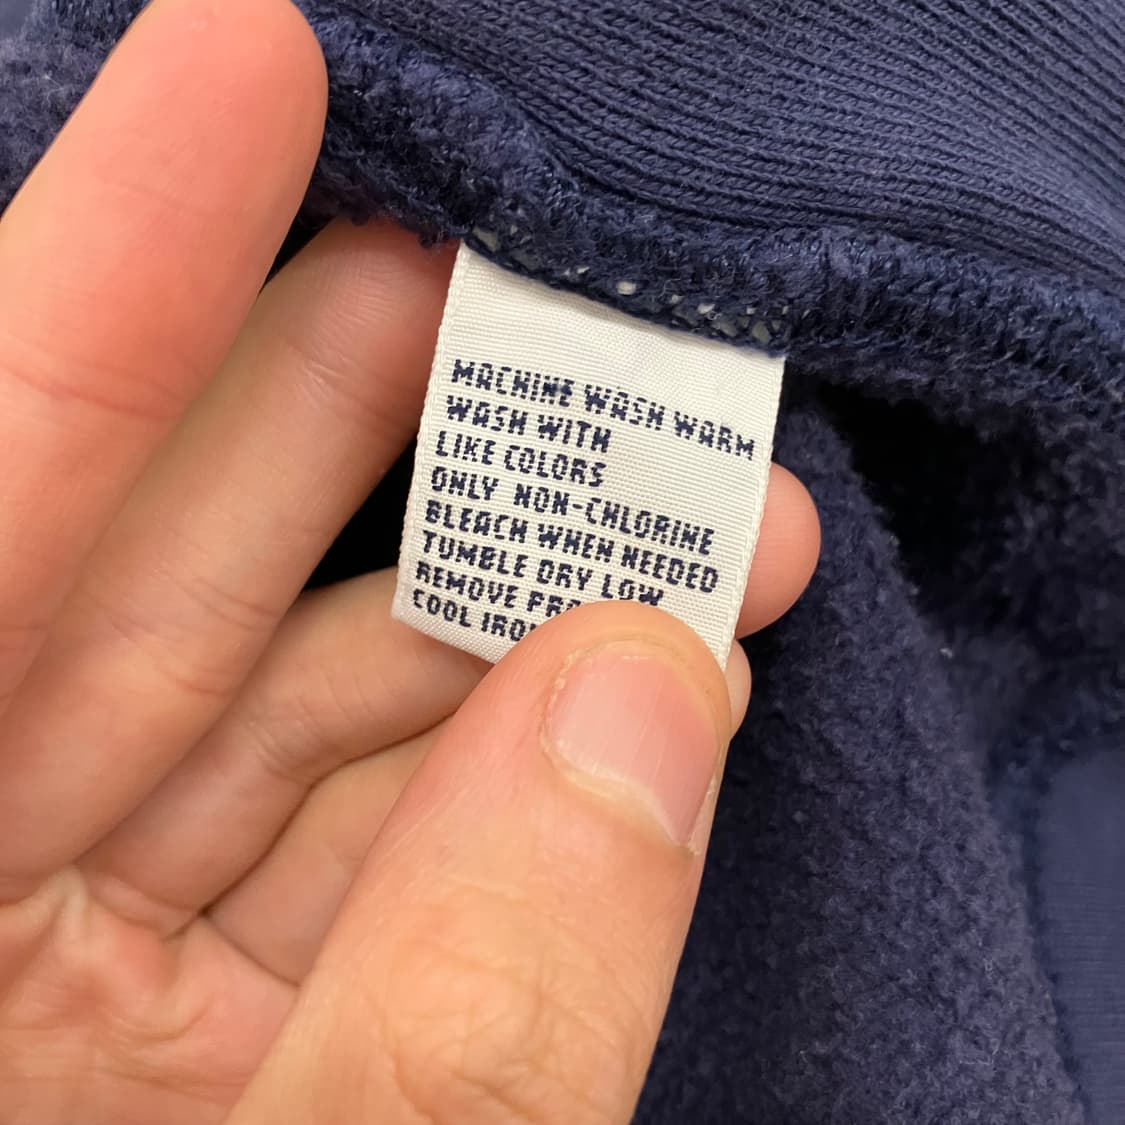 MACHINE WASH WARM
WASH WITH
LIKE COLORS
ONLY NON-CHLORINE
BLEACH WHEN NEEDED
TUMBLE DRY LOW
REMOVE
COOL